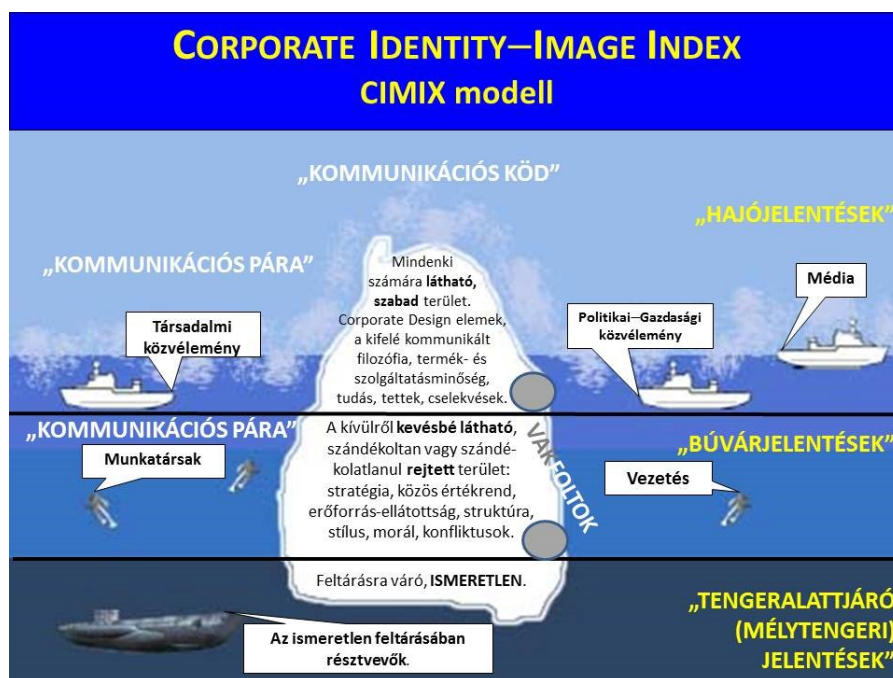 CORPORATE IDENTITY–IMAGE INDEX
CIMIX modell
„KOMMUNIKÁCIÓS KÖD”
„HAJÓJELENTÉSEK”
„KOMMUNIKÁCIÓS PÁRA”
Mindenki
számára látható,
szabad terület.
Corporate Design elemek,
a kifelé kommunikált
filozófia, termék- és
szolgáltatásminőség,
tudás, tettek, cselekvések.
Média
Társadalmi
közvélemény
Politikai–Gazdasági
közvélemény
„KOMMUNIKÁCIÓS PÁRA”
A kívülről kevésbé látható,
szándékoltan vagy szándé-
kolatlanul rejtett terület:
stratégia, közös értékrend,
erőforrás-ellátottság, struktúra,
stílus, morál, konfliktusok.
VAKFOLTOK
„BÚVÁRJELENTÉSEK”
Munkatársak
Vezetés
Feltárásra váró, ISMERETLEN.
„TENGERALATTJÁRÓ
(MÉLYTENGERI)
JELENTÉSEK”
Az ismeretlen feltárásában
résztvevők.